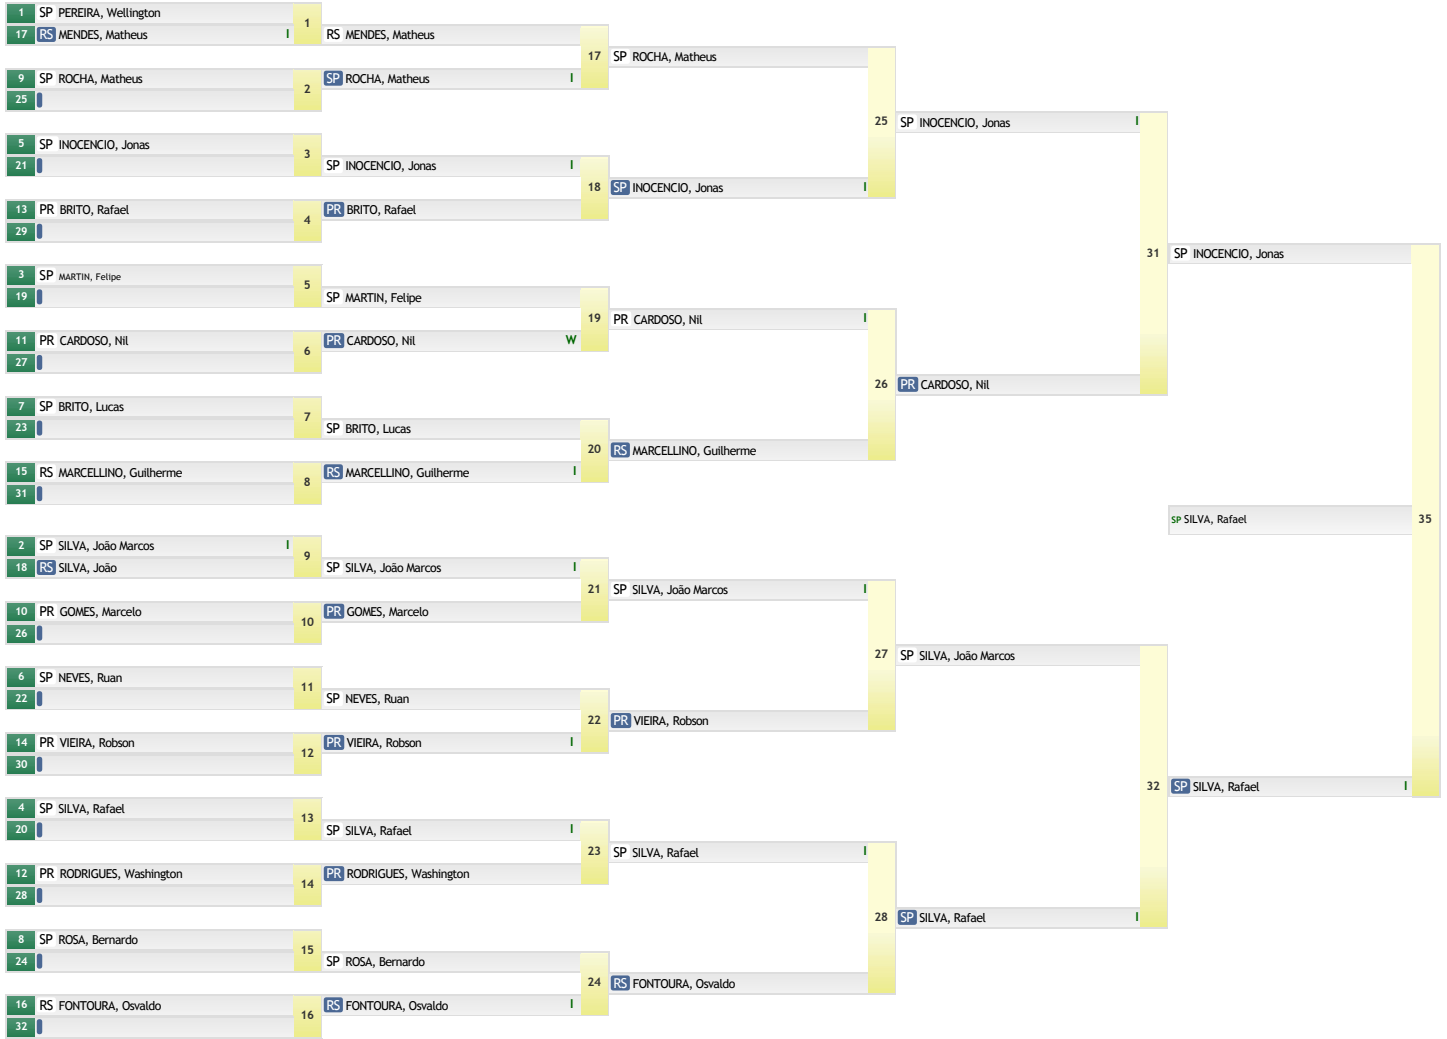 1 SP PEREIRA, Wellington
1
17 RS MENDES, Matheus I
RS MENDES, Matheus
17
SP ROCHA, Matheus
9 SP ROCHA, Matheus
2
SP ROCHA, Matheus I
25
25
SP INOCENCIO, Jonas I
5 SP INOCENCIO, Jonas
3
21
SP INOCENCIO, Jonas I
18
SP INOCENCIO, Jonas I
13 PR BRITO, Rafael
4
PR BRITO, Rafael
29
31
SP INOCENCIO, Jonas
3 SP MARTIN, Felipe
5
19
SP MARTIN, Felipe
19
PR CARDOSO, Nil I
11 PR CARDOSO, Nil
6
PR CARDOSO, Nil W
27
26
PR CARDOSO, Nil
7 SP BRITO, Lucas
7
23
SP BRITO, Lucas
20
RS MARCELLINO, Guilherme
15 RS MARCELLINO, Guilherme
8
RS MARCELLINO, Guilherme I
31
SP SILVA, Rafael
35
2 SP SILVA, João Marcos I
9
18 RS SILVA, João
SP SILVA, João Marcos I
21
SP SILVA, João Marcos I
10 PR GOMES, Marcelo
10
PR GOMES, Marcelo
26
27
SP SILVA, João Marcos
6 SP NEVES, Ruan
11
22
SP NEVES, Ruan
22
PR VIEIRA, Robson
14 PR VIEIRA, Robson
12
PR VIEIRA, Robson I
30
32
SP SILVA, Rafael I
4 SP SILVA, Rafael
13
20
SP SILVA, Rafael I
23
SP SILVA, Rafael I
12 PR RODRIGUES, Washington
14
PR RODRIGUES, Washington
28
28
SP SILVA, Rafael I
8 SP ROSA, Bernardo
15
24
SP ROSA, Bernardo
24
RS FONTOURA, Osvaldo
16 RS FONTOURA, Osvaldo
16
RS FONTOURA, Osvaldo I
32